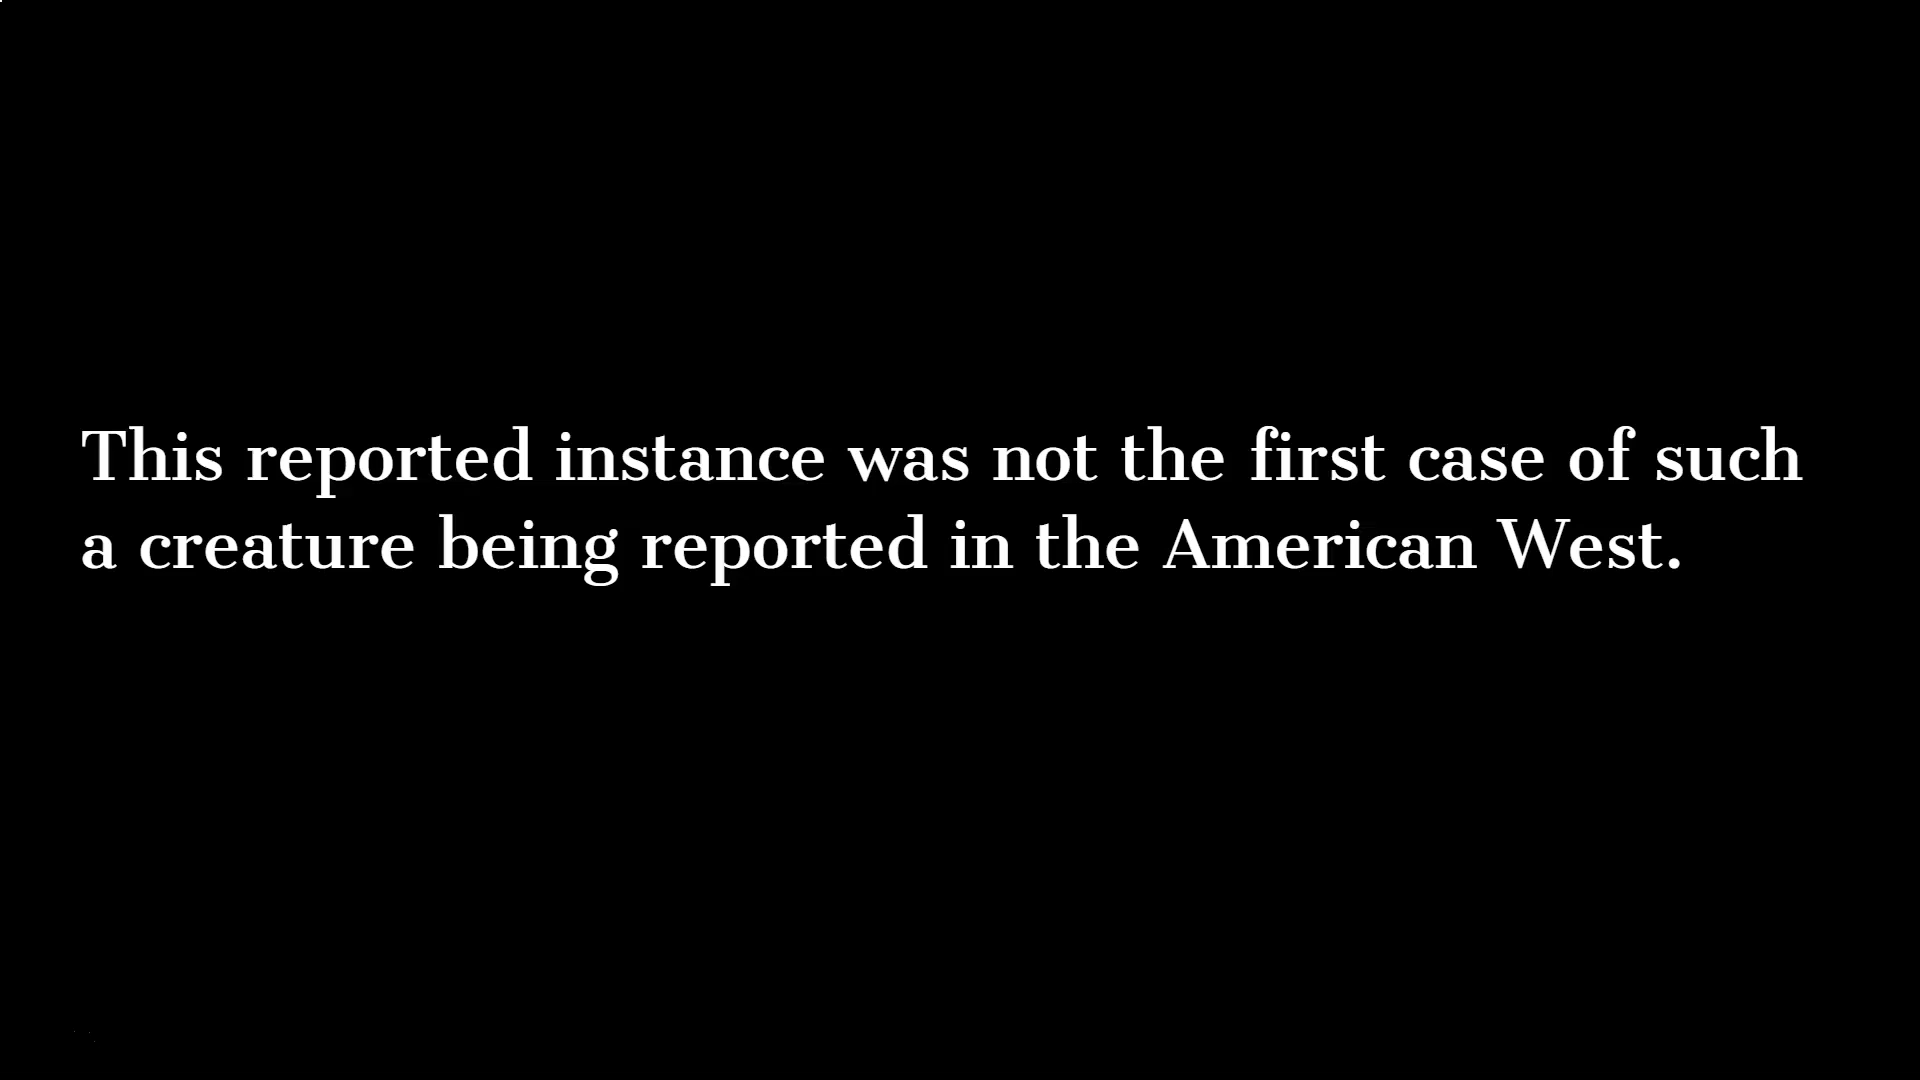 This reported instance was not the first case of such
a creature being reported in the American West.